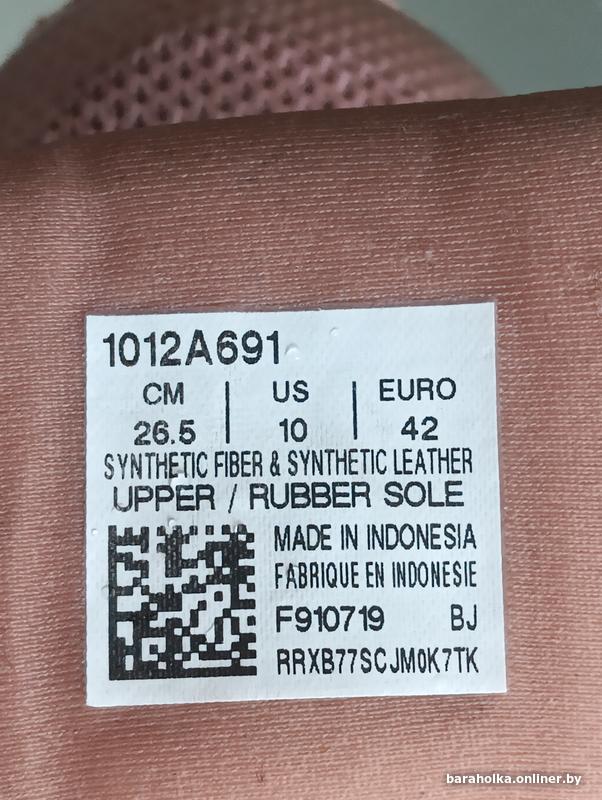 1012A691
CM | US | EURO
26.5 | 10 | 42
SYNTHETIC FIBER & SYNTHETIC LEATHER
UPPER / RUBBER SOLE
MADE IN INDONESIA
FABRIQUE EN INDONESIE
F910719 BJ
RRXB77SCJM0K7TK
baraholka.onliner.by